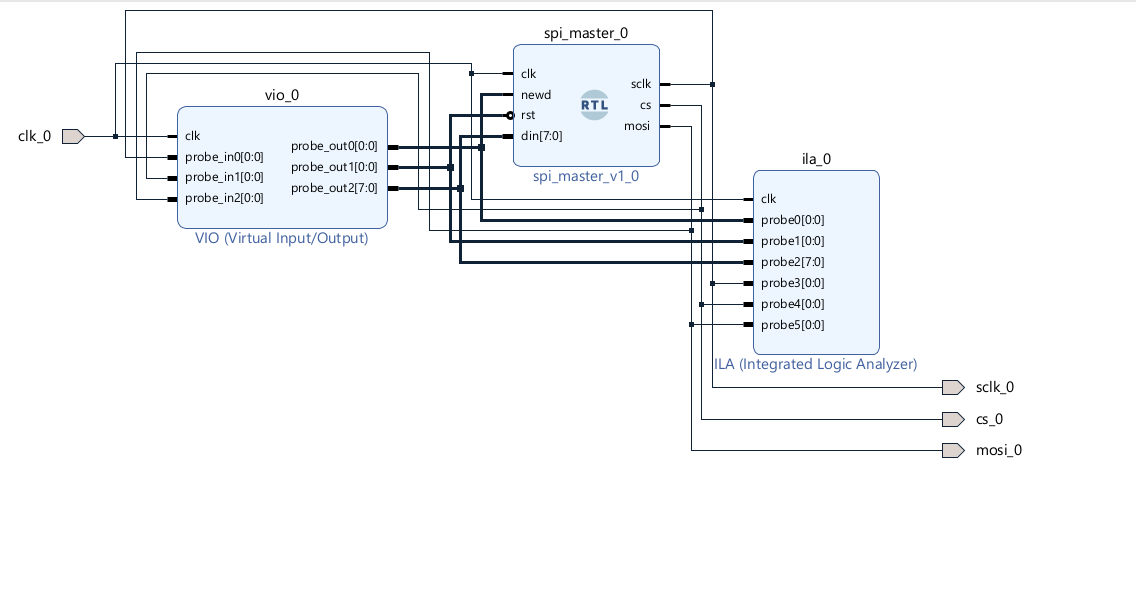 clk_0
vio_0
clk
probe_in0[0:0]
probe_in1[0:0]
probe_in2[0:0]
probe_out0[0:0]
probe_out1[0:0]
probe_out2[7:0]
VIO (Virtual Input/Output)
spi_master_0
clk
newd
rst
din[7:0]
RTL
sclk
cs
mosi
spi_master_v1_0
ila_0
clk
probe0[0:0]
probe1[0:0]
probe2[7:0]
probe3[0:0]
probe4[0:0]
probe5[0:0]
ILA (Integrated Logic Analyzer)
sclk_0
cs_0
mosi_0